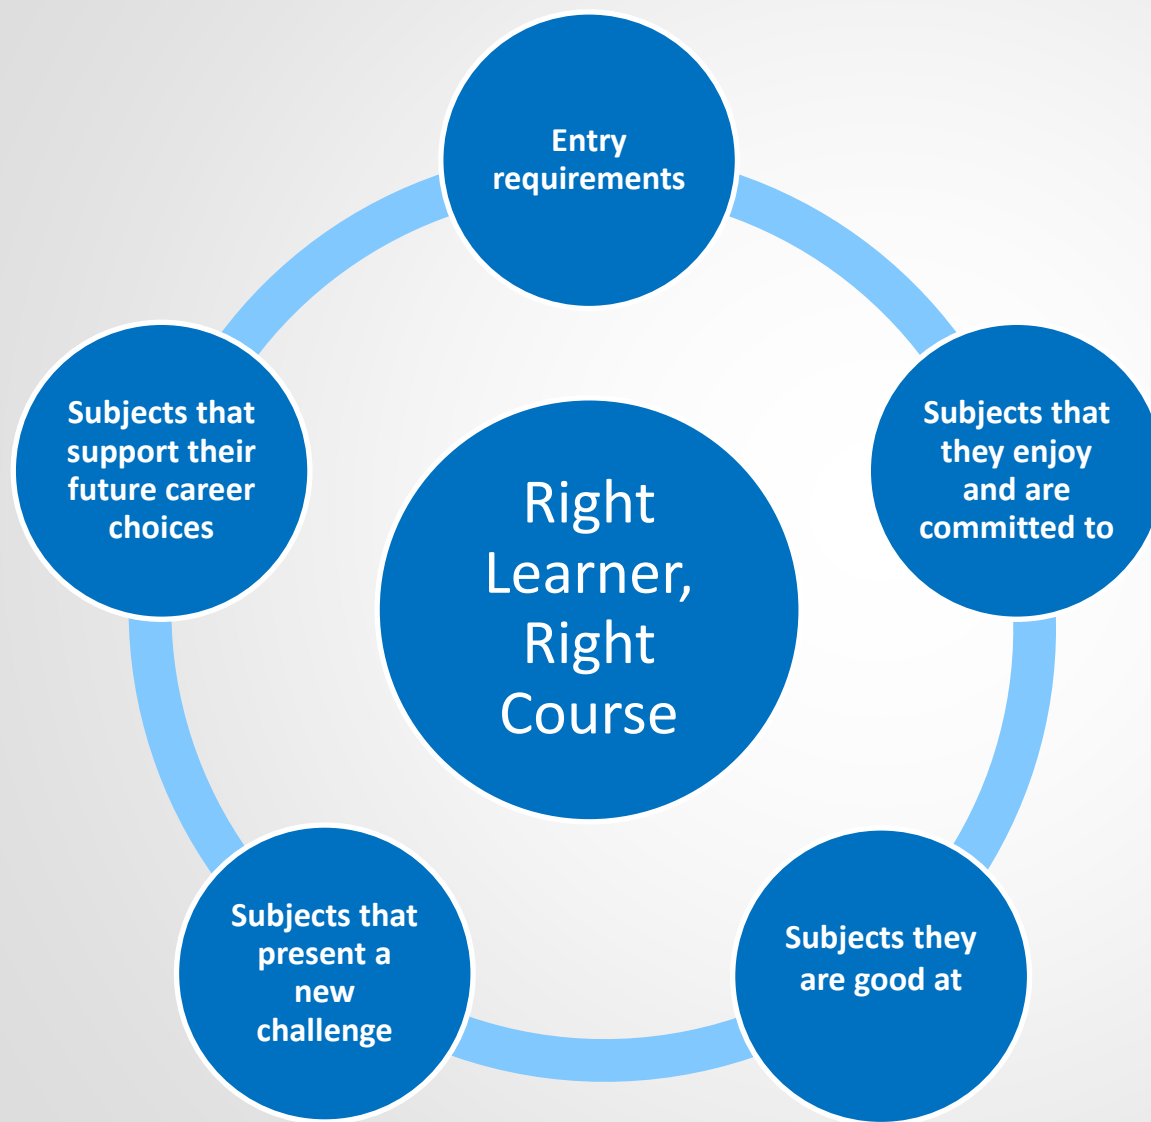 Entry
requirements
Subjects that
they enjoy
and are
committed to
Subjects they
are good at
Subjects that
present a
new
challenge
Subjects that
support their
future career
choices
Right
Learner,
Right
Course